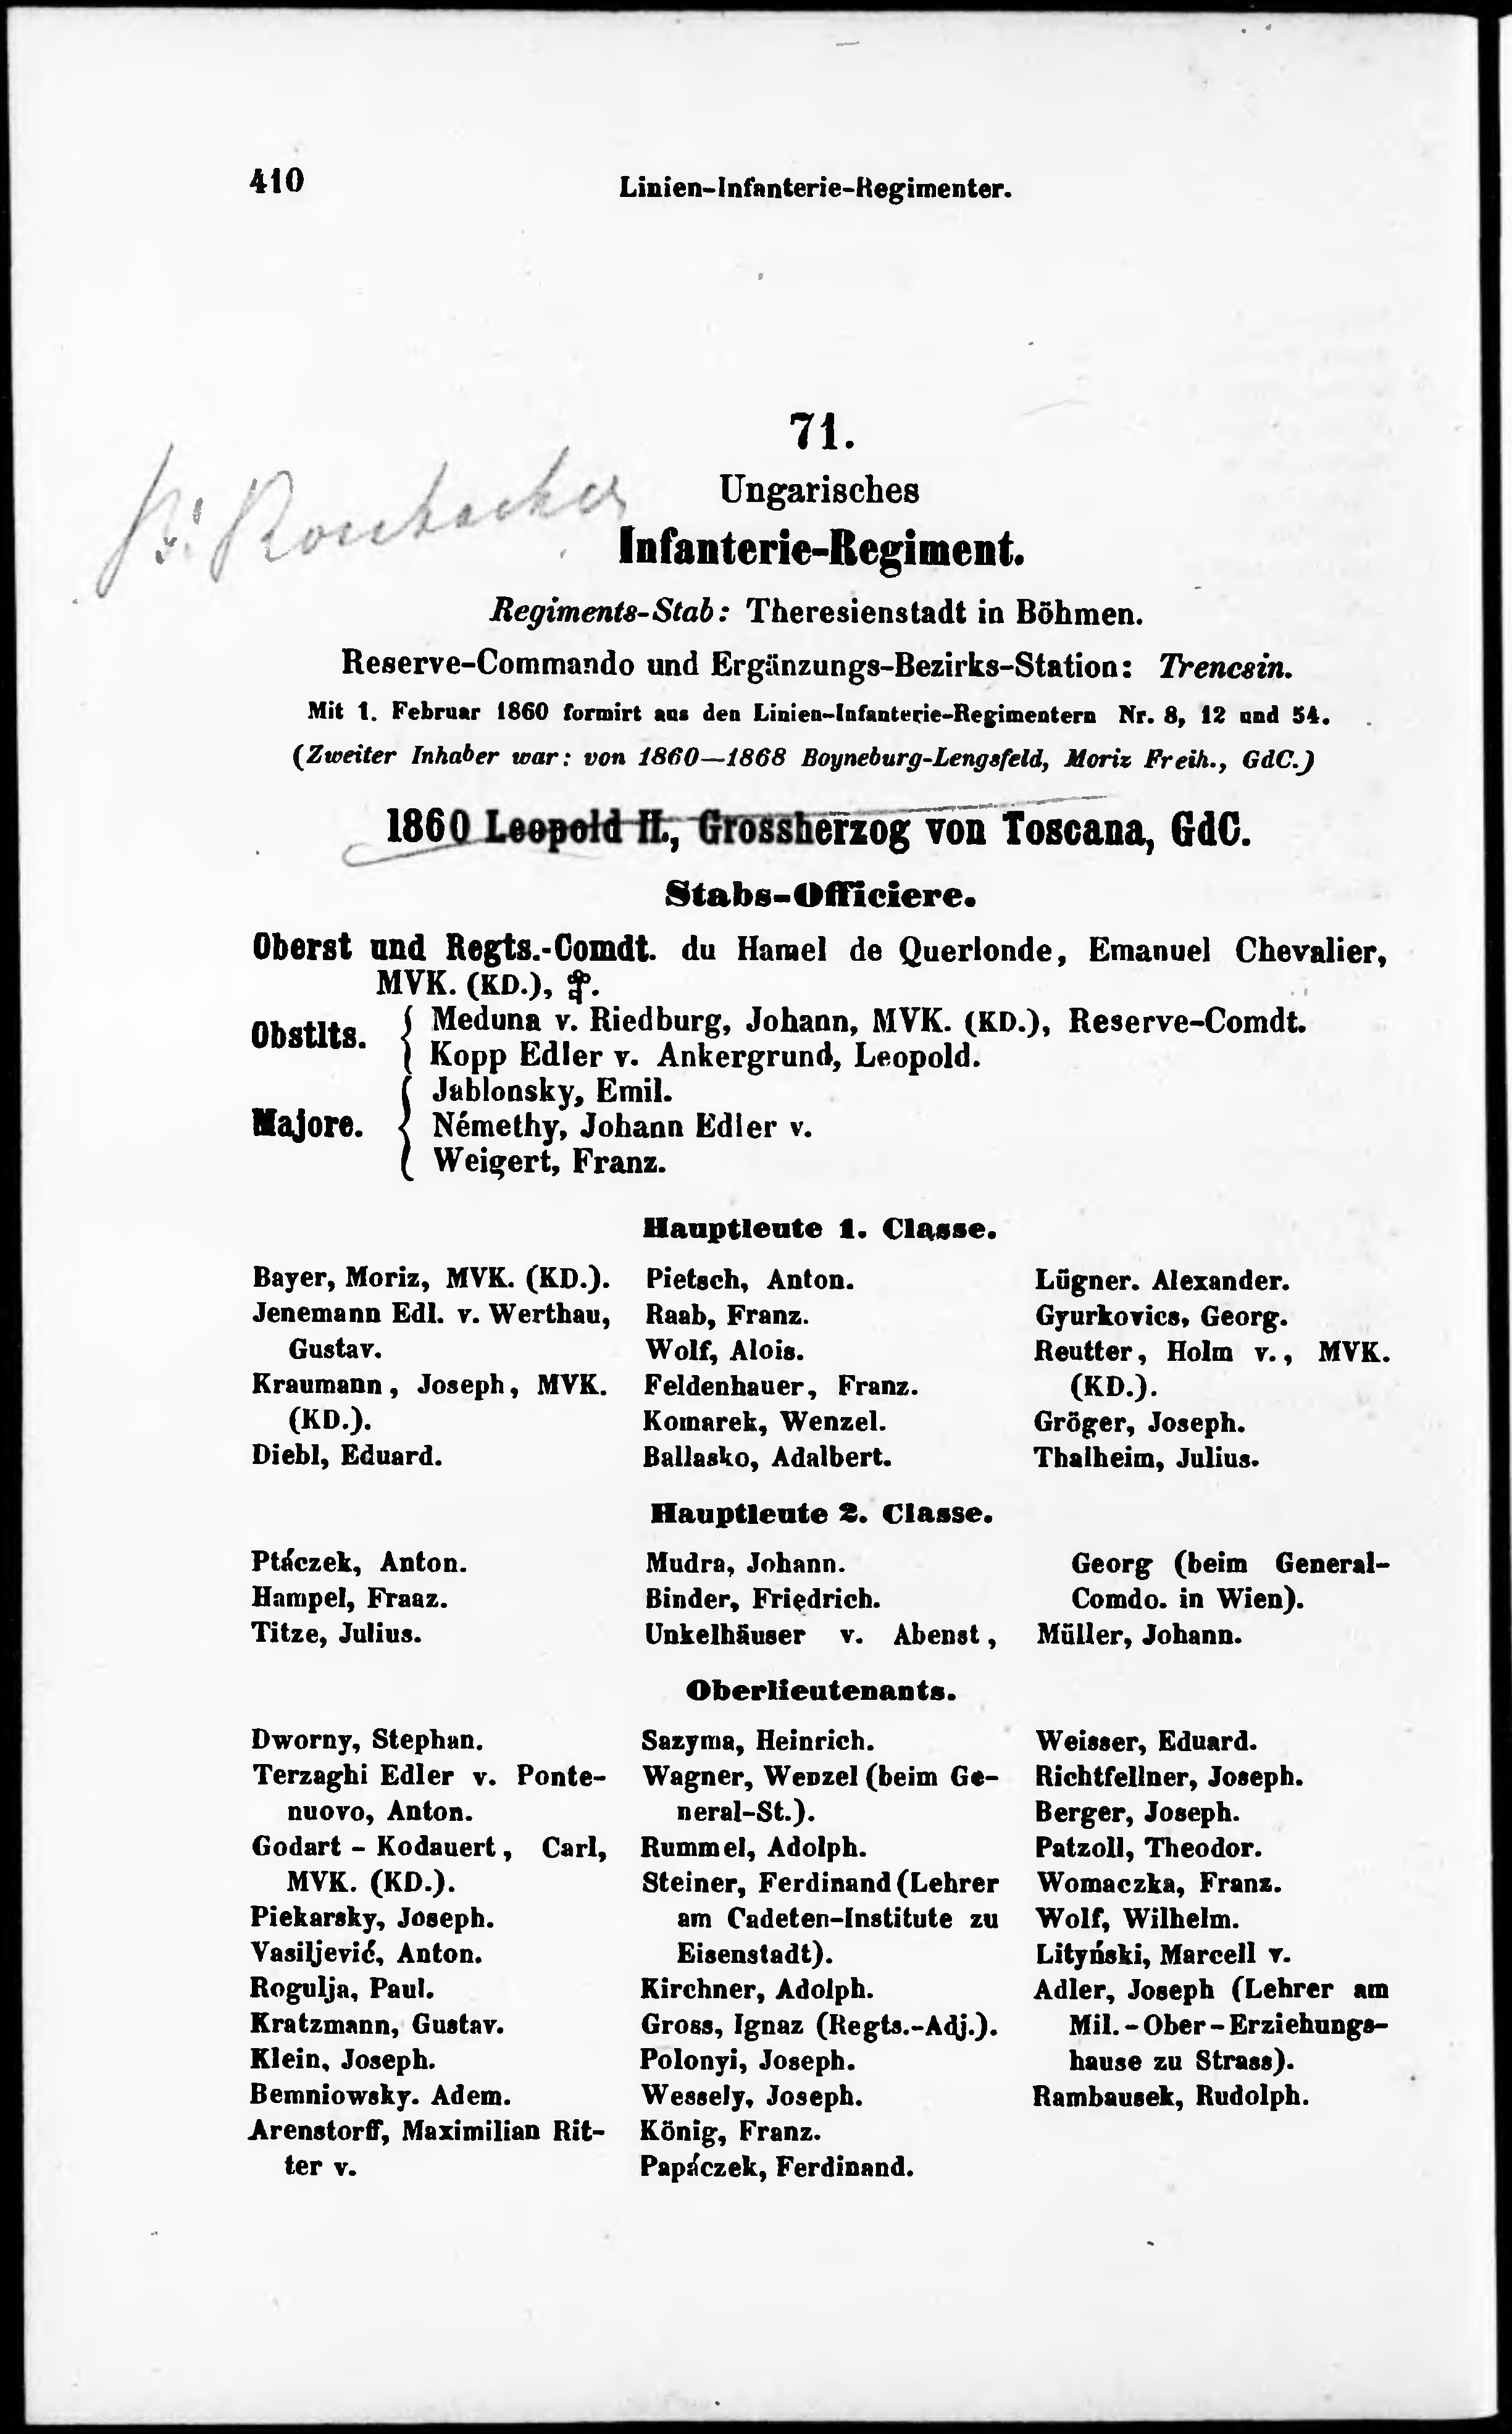 410
Linien-Infanterie-Regimenter.
71.
Ungarisches
Infanterie-Regiment.
Regiments-Stab: Theresienstadt in Böhmen.
Reserve-Commando und Ergänzungs-Bezirks-Station: Trencsin.
Mit 1. Februar 1860 formirt aus den Linien-Infanterie-Regimentern Nr. 8, 12 und 54.
(Zweiter Inhaber war: von 1860—1868 Boyneburg-Lengsfeld, Moriz Freih., GdC.)
1860 Leopold II., Grossherzog von Toscana, GdC.
Stabs-Officiere.
Oberst und Regts.-Comdt. du Hamel de Querlonde, Emanuel Chevalier,
MVK. (KD.),
Obstlts. { Meduna v. Riedburg, Johann, MVK. (KD.), Reserve-Comdt.
Kopp Edler v. Ankergrund, Leopold.
Majore. { Jablonsky, Emil.
Némethy, Johann Edler v.
Weigert, Franz.
Hauptleute 1. Classe.
Bayer, Moriz, MVK. (KD.).
Jenemann Edl. v. Werthau,
Gustav.
Kraumann, Joseph, MVK.
(KD.).
Diebl, Eduard.
Pietsch, Anton.
Raab, Franz.
Wolf, Alois.
Feldenhauer, Franz.
Komarek, Wenzel.
Ballasko, Adalbert.
Lügner. Alexander.
Gyurkovics, Georg.
Reutter, Holm v., MVK.
(KD.).
Gröger, Joseph.
Thalheim, Julius.
Hauptleute 2. Classe.
Ptáczek, Anton.
Hampel, Franz.
Titze, Julius.
Mudra, Johann.
Binder, Friedrich.
Unkelhäuser v. Abenst,
Georg (beim General-
Comdo. in Wien).
Müller, Johann.
Oberlieutenants.
Dworny, Stephan.
Terzaghi Edler v. Ponte-
nuovo, Anton.
Godart - Kodauert, Carl,
MVK. (KD.).
Piekarsky, Joseph.
Vasiljević, Anton.
Rogulja, Paul.
Kratzmann, Gustav.
Klein, Joseph.
Bemniowsky. Adem.
Arenstorff, Maximilian Rit-
ter v.
Sazyma, Heinrich.
Wagner, Wenzel (beim Ge-
neral-St.).
Rummel, Adolph.
Steiner, Ferdinand (Lehrer
am Cadeten-Institute zu
Eisenstadt).
Kirchner, Adolph.
Gross, Ignaz (Regts.-Adj.).
Polonyi, Joseph.
Wessely, Joseph.
König, Franz.
Papáczek, Ferdinand.
Weisser, Eduard.
Richtfellner, Joseph.
Berger, Joseph.
Patzoll, Theodor.
Womaczka, Franz.
Wolf, Wilhelm.
Lityński, Marcell v.
Adler, Joseph (Lehrer am
Mil. - Ober - Erziehungs-
hause zu Strass).
Rambausek, Rudolph.